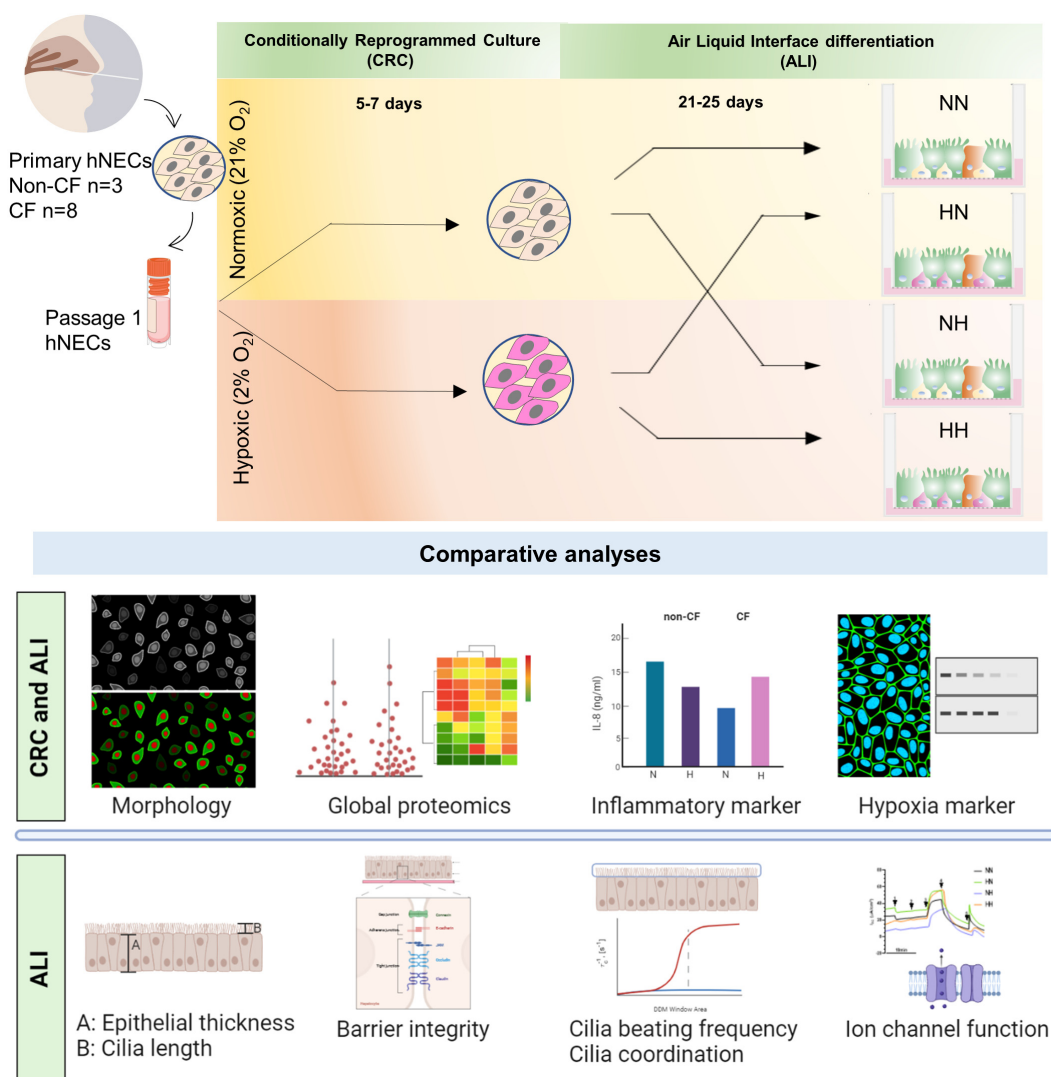 Conditionally Reprogrammed Culture
(CRC)
Air Liquid Interface differentiation
(ALI)
5-7 days
21-25 days
Primary hNECs
Non-CF n=3
CF n=8
Passage 1
hNECs
Normoxic (21% O₂)
Hypoxic (2% O₂)
NN
HN
NH
HH
Comparative analyses
CRC and ALI
Morphology
Global proteomics
non-CF
CF
IL-8 (ng/ml)
20
15
10
5
0
N
H
N
H
Inflammatory marker
Hypoxia marker
ALI
A
B
A: Epithelial thickness
B: Cilia length
Barrier integrity
DDM Window Area
Cilia beating frequency
Cilia coordination
NN
HN
NH
HH
Ion channel function